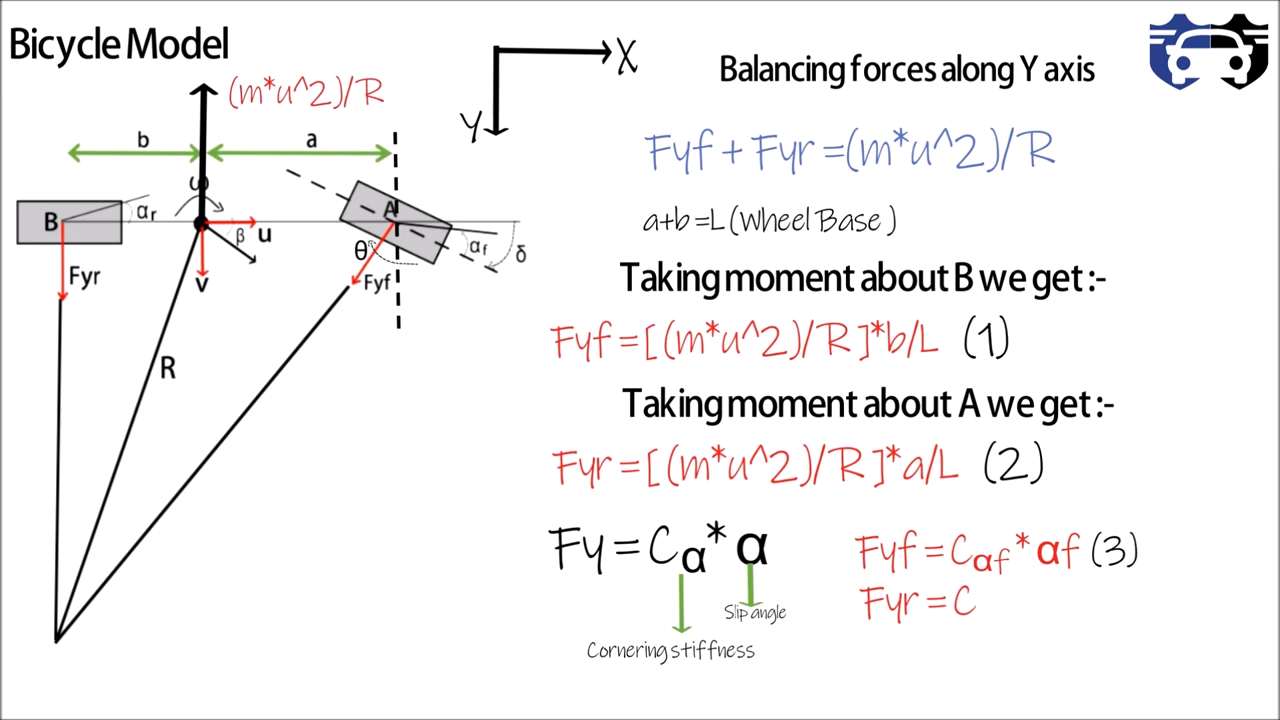 Bicycle Model
(m*u^2)/R
X
Y
b
a
ω
B
αr
β
u
v
A
θ
αf
δ
Fyr
Fyf
R
Balancing forces along Y axis
Fyf + Fyr =(m*u^2)/R
a+b=L (Wheel Base )
Taking moment about B we get :-
Fyf = [ (m*u^2)/R ]*b/L (1)
Taking moment about A we get :-
Fyr = [ (m*u^2)/R ]*a/L (2)
Fy = Cα* α
Slip angle
Cornering stiffness
Fyf = Cαf * αf (3)
Fyr = C